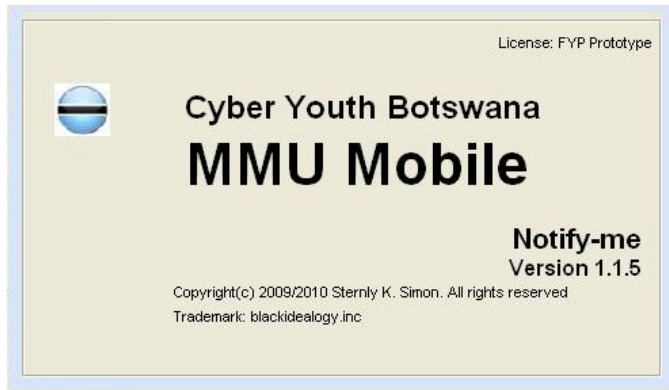 License: FYP Prototype
Cyber Youth Botswana
MMU Mobile
Notify-me
Version 1.1.5
Copyright(c) 2009/2010 Sternly K. Simon. All rights reserved
Trademark: blackidealogy.inc